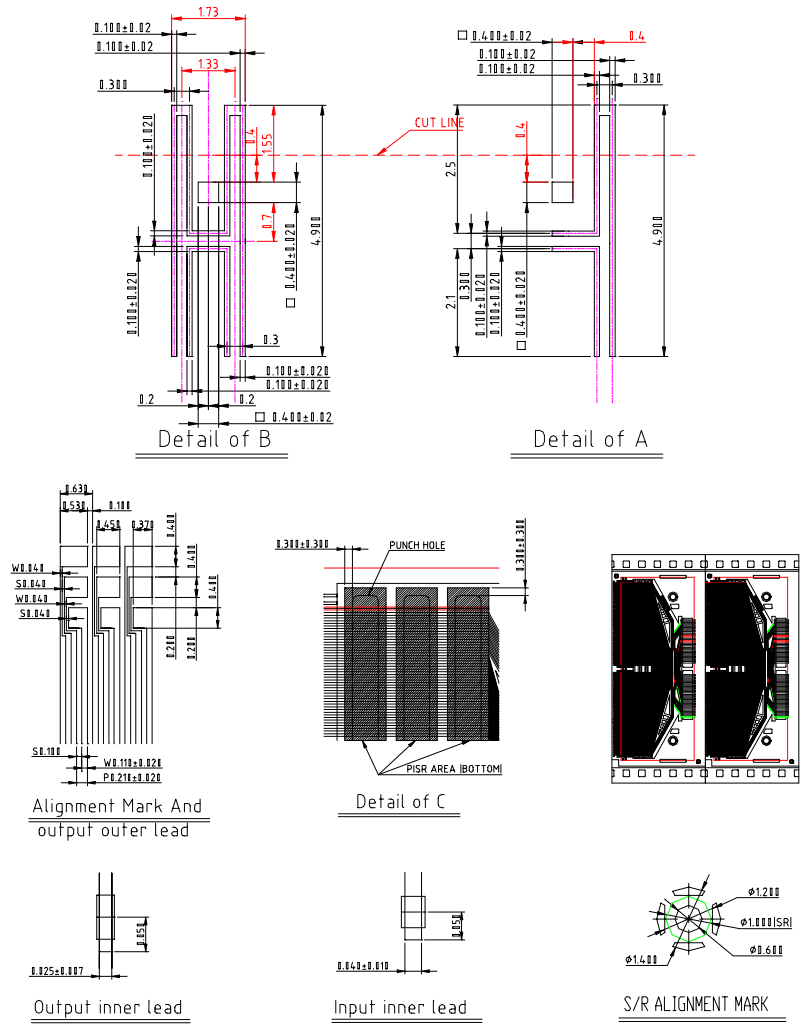 1.73
0.100±0.02
0.100±0.02
1.33
0.300
0.100±0.020
0.4
1.55
0.7
0.400±0.020
4.900
0.100±0.020
0.3
0.100±0.020
0.100±0.020
0.2
0.2
0.400±0.02
Detail of B
CUT LINE
0.400±0.02
0.4
0.100±0.02
0.100±0.02
0.300
0.4
2.5
4.900
2.1
0.300
0.100±0.020
0.100±0.020
0.400±0.020
Detail of A
0.630
0.530
0.100
0.450
0.370
0.400
0.400
0.400
W0.040
S0.040
W0.040
S0.040
0.200
0.200
S0.100
W0.110±0.020
P0.210±0.020
Alignment Mark And
output outer lead
0.300±0.300
PUNCH HOLE
0.300±0.300
PISR AREA |BOTTOM|
Detail of C
0.050
0.025±0.007
Output inner lead
0.050
0.040±0.010
Input inner lead
ø1.200
ø1.000|SR|
ø0.600
ø1.400
S/R ALIGNMENT MARK